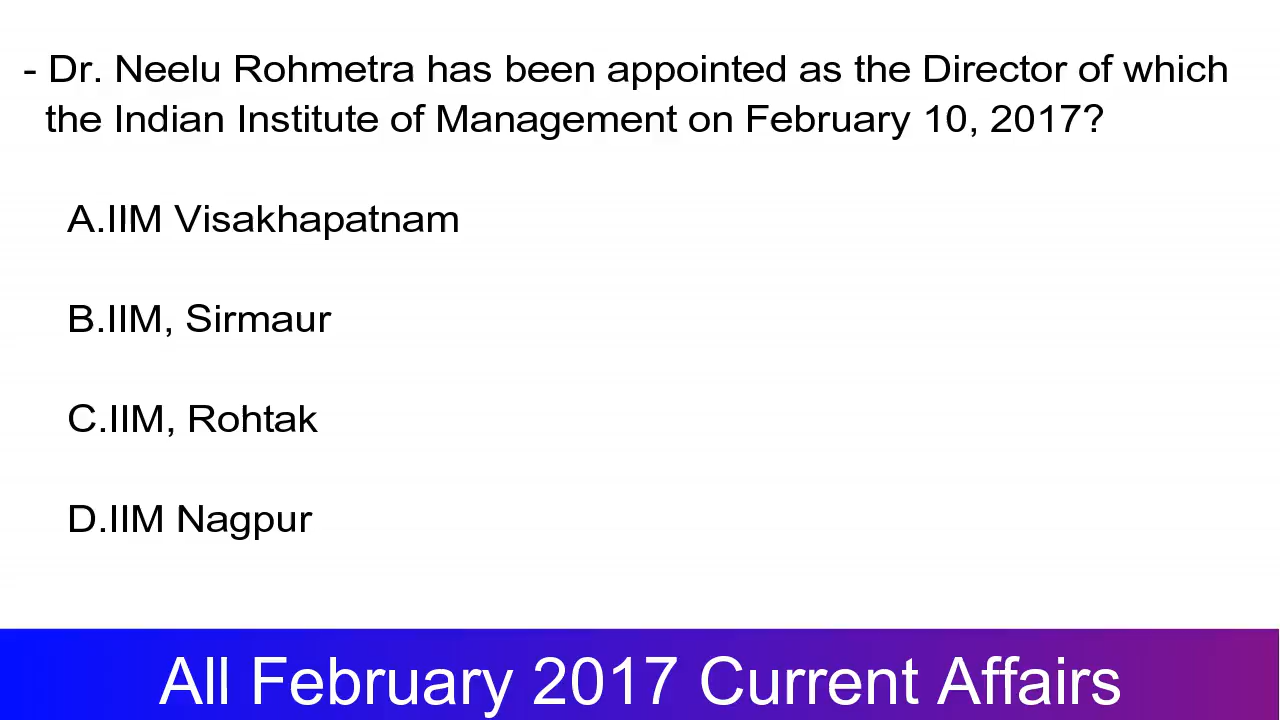 - Dr. Neelu Rohmetra has been appointed as the Director of which
the Indian Institute of Management on February 10, 2017?
A.IIM Visakhapatnam
B.IIM, Sirmaur
C.IIM, Rohtak
D.IIM Nagpur
All February 2017 Current Affairs